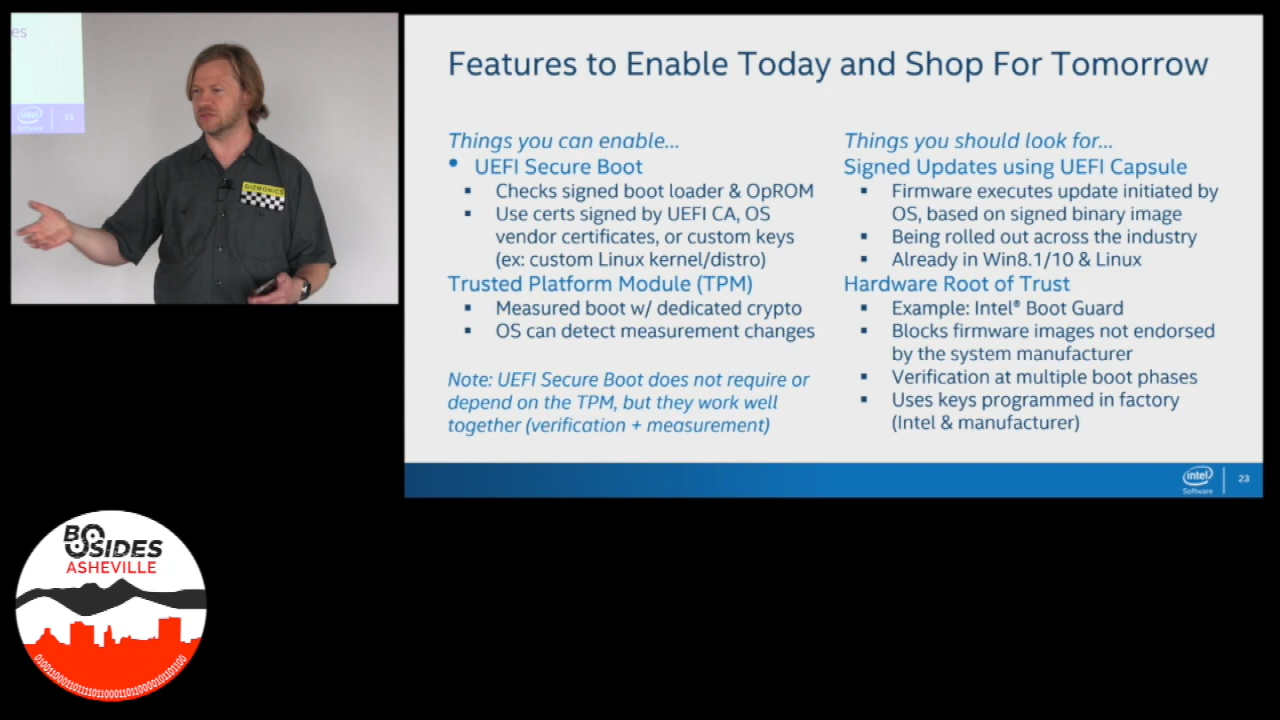 es
intel
Software
23
GIZMONICS
Features to Enable Today and Shop For Tomorrow
Things you can enable...
• UEFI Secure Boot
▪ Checks signed boot loader & OpROM
▪ Use certs signed by UEFI CA, OS
vendor certificates, or custom keys
(ex: custom Linux kernel/distro)
Trusted Platform Module (TPM)
▪ Measured boot w/ dedicated crypto
▪ OS can detect measurement changes
Note: UEFI Secure Boot does not require or
depend on the TPM, but they work well
together (verification + measurement)
Things you should look for...
Signed Updates using UEFI Capsule
▪ Firmware executes update initiated by
OS, based on signed binary image
▪ Being rolled out across the industry
▪ Already in Win8.1/10 & Linux
Hardware Root of Trust
▪ Example: Intel® Boot Guard
▪ Blocks firmware images not endorsed
by the system manufacturer
▪ Verification at multiple boot phases
▪ Uses keys programmed in factory
(Intel & manufacturer)
intel
Software
23
BSIDES
ASHEVILLE